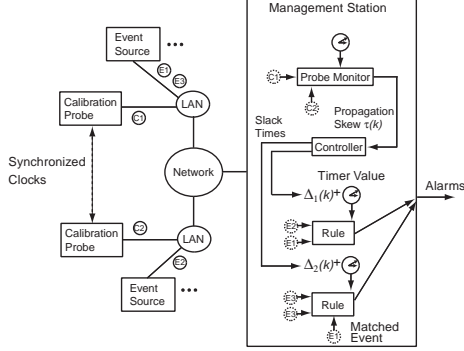 Management Station
Event
Source
•••
E1
E3
LAN
Calibration
Probe
C1
C1
Probe Monitor
C2
Propagation
Skew τ(k)
Slack
Times
Controller
Synchronized
Clocks
Network
Timer Value
Δ1(k)+
Alarms
E2
E1
Rule
Calibration
Probe
C2
LAN
E2
Δ2(k)+
Event
Source
•••
E3
E3
Rule
E1
Matched
Event